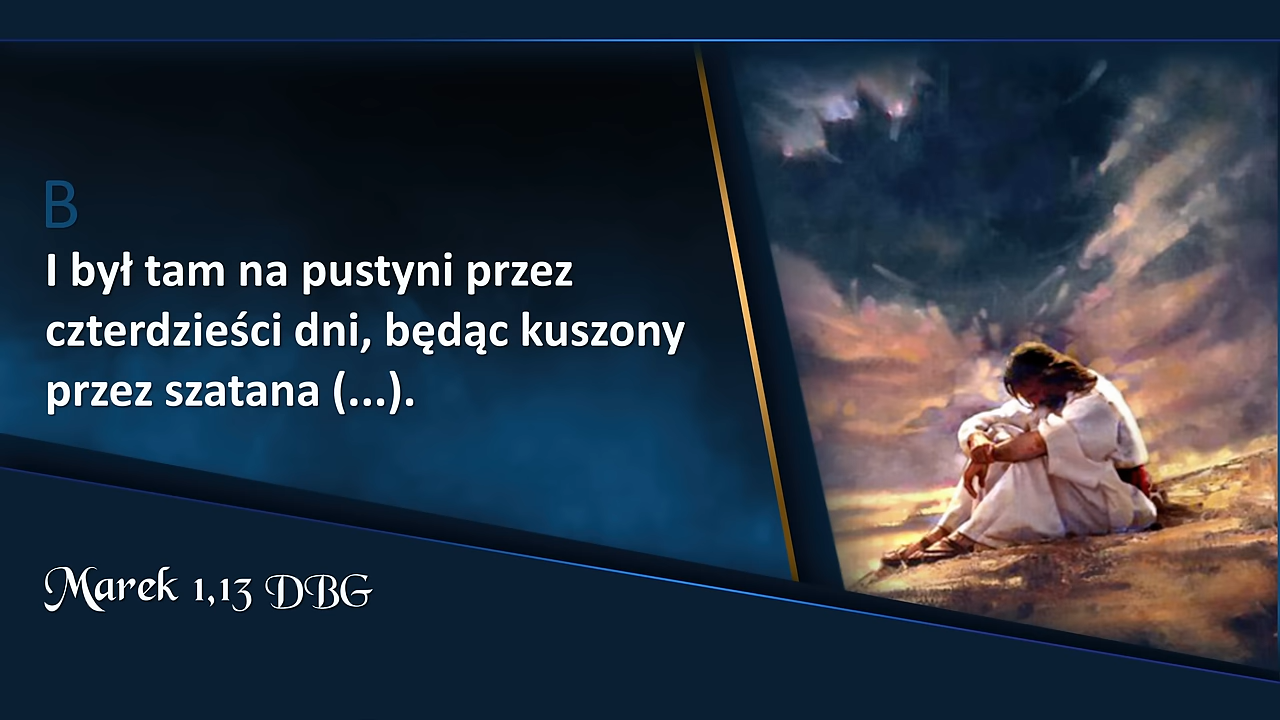 B
I był tam na pustyni przez
czterdzieści dni, będąc kuszony
przez szatana (...).
Marek 1,13 DBG